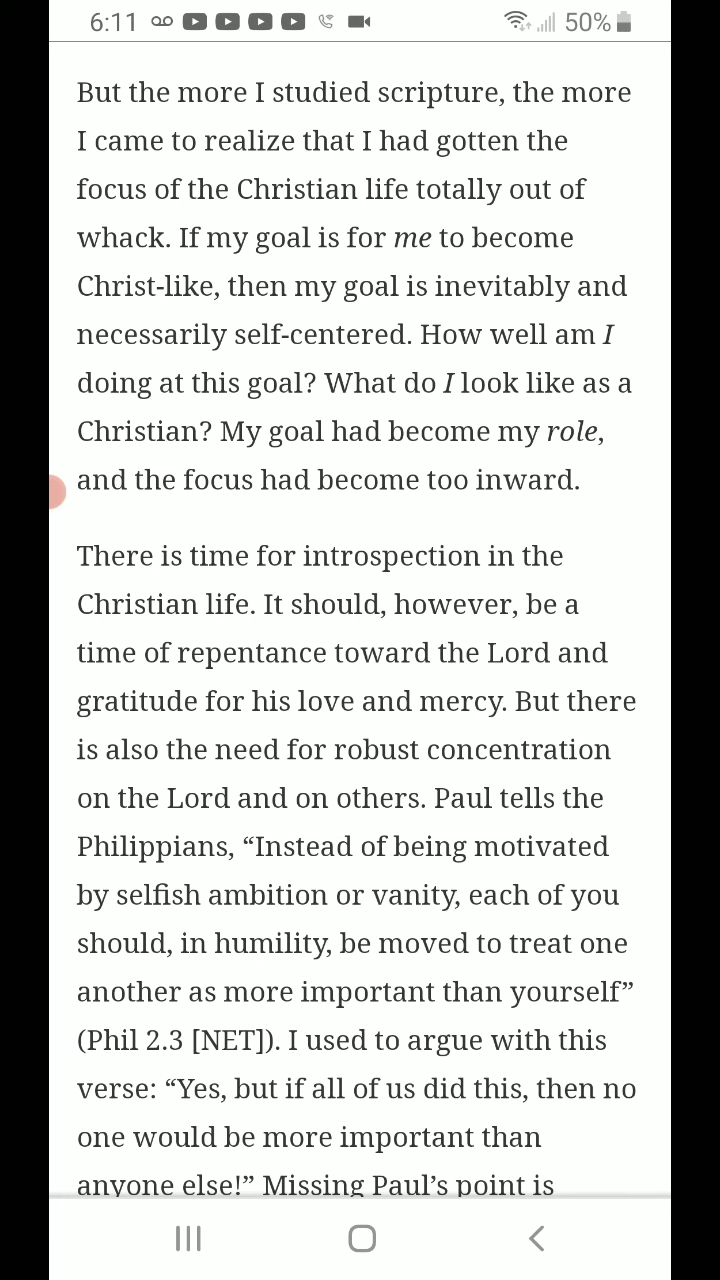 6:11
50%
But the more I studied scripture, the more
I came to realize that I had gotten the
focus of the Christian life totally out of
whack. If my goal is for me to become
Christ-like, then my goal is inevitably and
necessarily self-centered. How well am I
doing at this goal? What do I look like as a
Christian? My goal had become my role,
and the focus had become too inward.
There is time for introspection in the
Christian life. It should, however, be a
time of repentance toward the Lord and
gratitude for his love and mercy. But there
is also the need for robust concentration
on the Lord and on others. Paul tells the
Philippians, “Instead of being motivated
by selfish ambition or vanity, each of you
should, in humility, be moved to treat one
another as more important than yourself”
(Phil 2.3 [NET]). I used to argue with this
verse: “Yes, but if all of us did this, then no
one would be more important than
anyone else!” Missing Paul’s point is